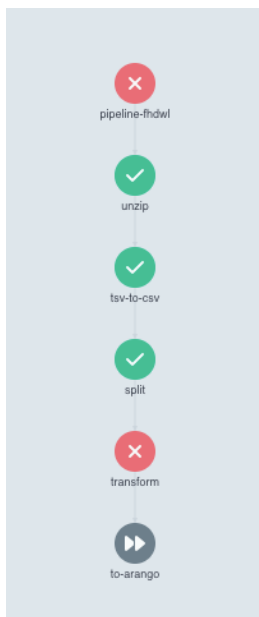 pipeline-fhdwl
unzip
tsv-to-csv
split
transform
to-arango